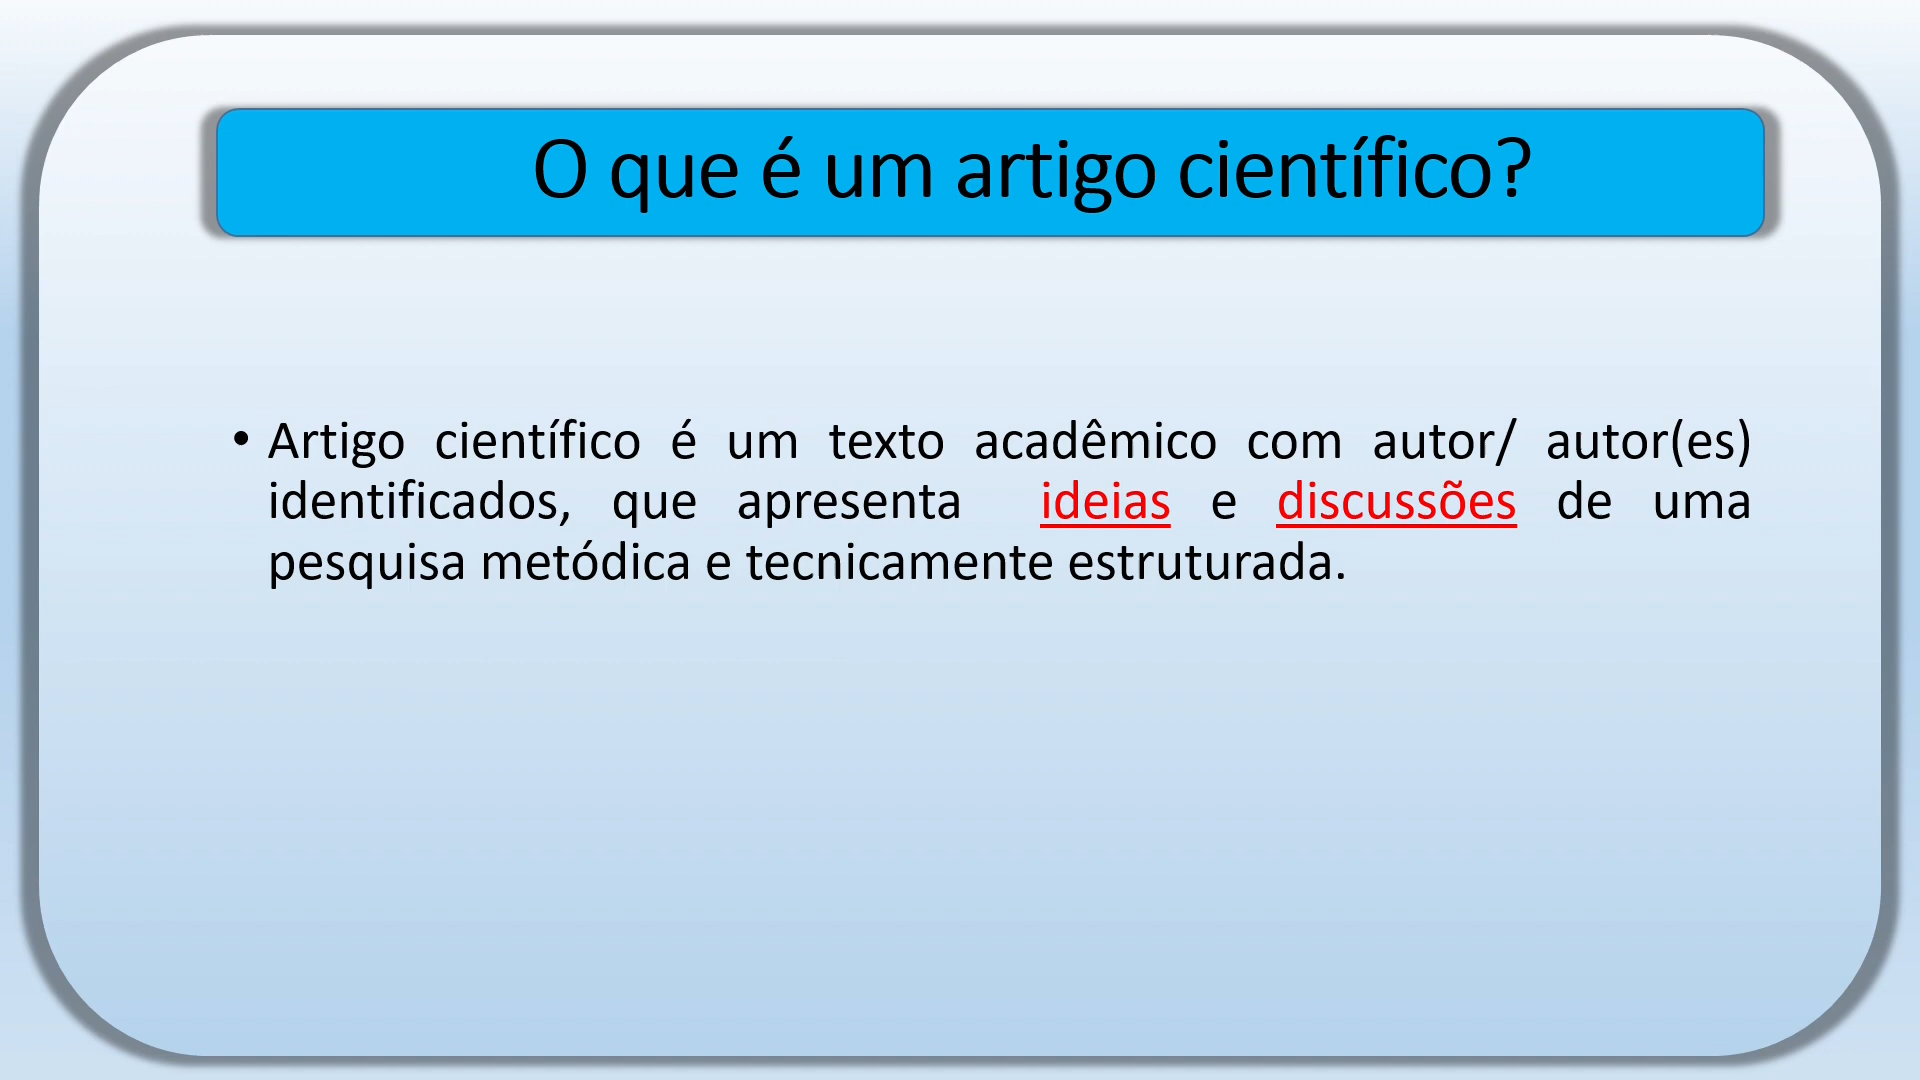 O que é um artigo científico?
• Artigo científico é um texto acadêmico com autor/ autor(es)
identificados, que apresenta ideias e discussões de uma
pesquisa metódica e tecnicamente estruturada.